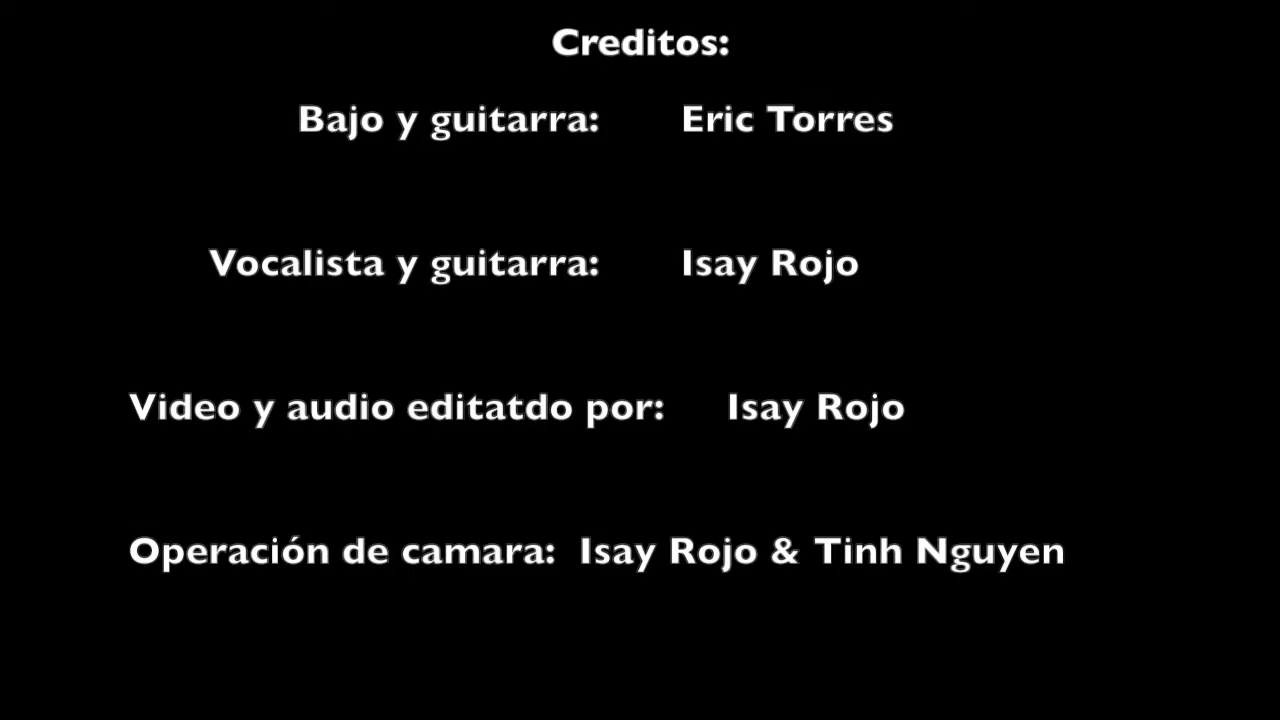 Creditos:
Bajo y guitarra: Eric Torres
Vocalista y guitarra: Isay Rojo
Video y audio editatdo por: Isay Rojo
Operación de camara: Isay Rojo & Tinh Nguyen